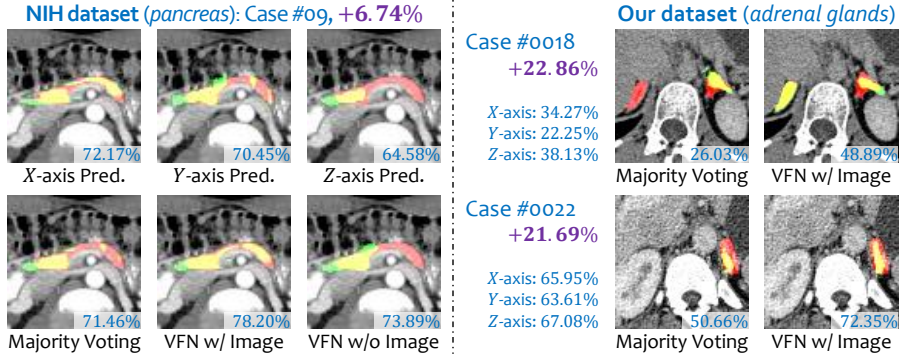 NIH dataset (pancreas): Case #09, +6.74%
72.17%
70.45%
64.58%
X-axis Pred.
Y-axis Pred.
Z-axis Pred.
71.46%
78.20%
73.89%
Majority Voting
VFN w/ Image
VFN w/o Image
Our dataset (adrenal glands)
Case #0018
+22.86%
X-axis: 34.27%
Y-axis: 22.25%
Z-axis: 38.13%
26.03%
48.89%
Majority Voting
VFN w/ Image
Case #0022
+21.69%
X-axis: 65.95%
Y-axis: 63.61%
Z-axis: 67.08%
50.66%
72.35%
Majority Voting
VFN w/ Image